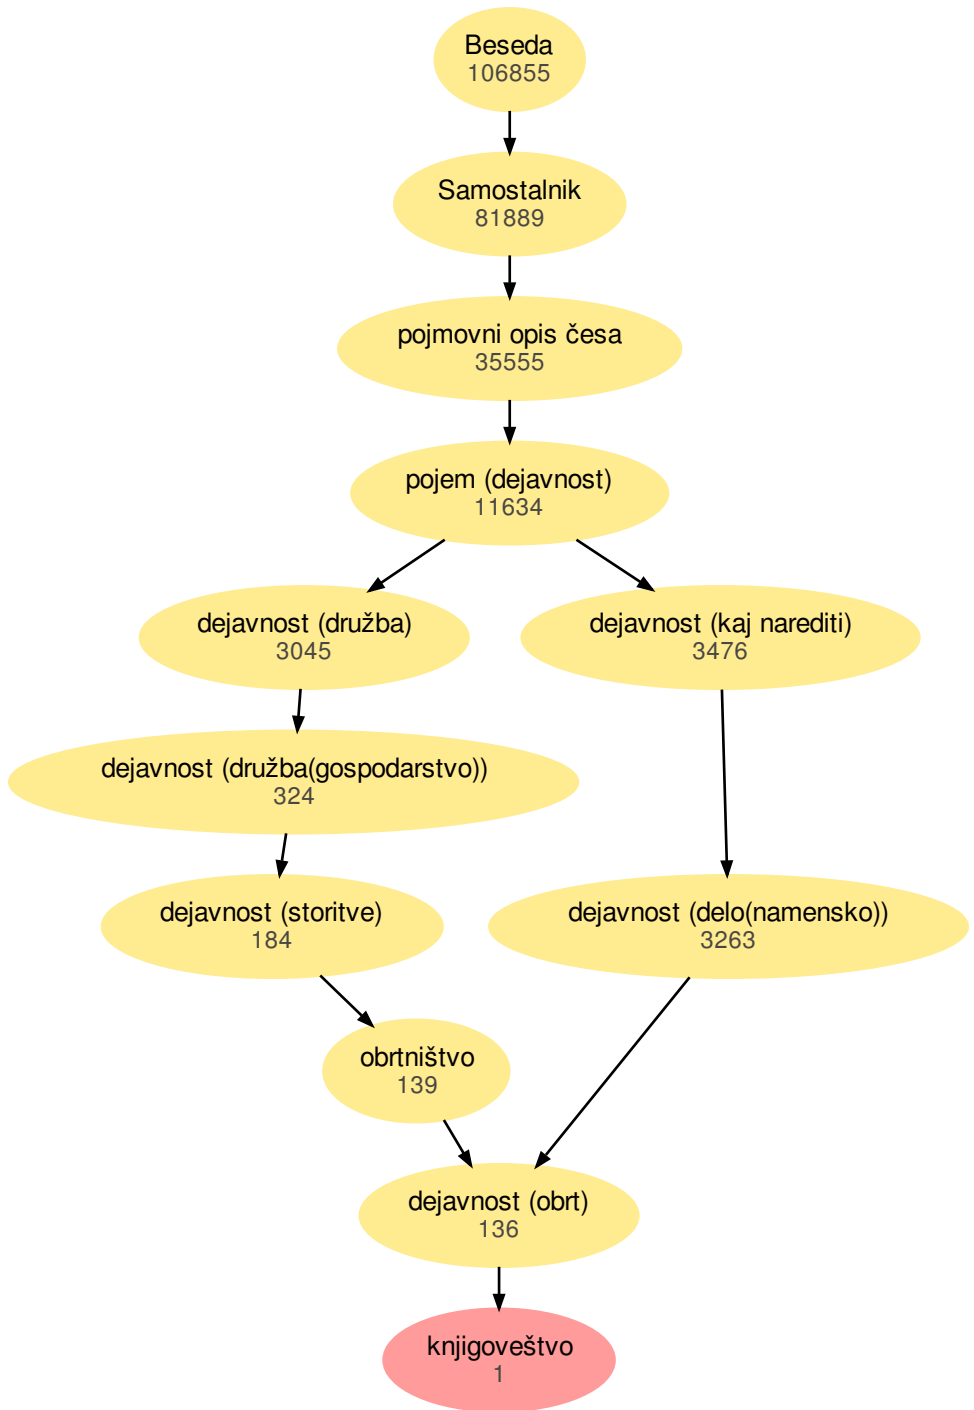 Beseda
106855
Samostalnik
81889
pojmovni opis česa
35555
pojem (dejavnost)
11634
dejavnost (družba)
3045
dejavnost (kaj narediti)
3476
dejavnost (družba(gospodarstvo))
324
dejavnost (storitve)
184
dejavnost (delo(namensko))
3263
obrtništvo
139
dejavnost (obrt)
136
knjigoveštvo
1